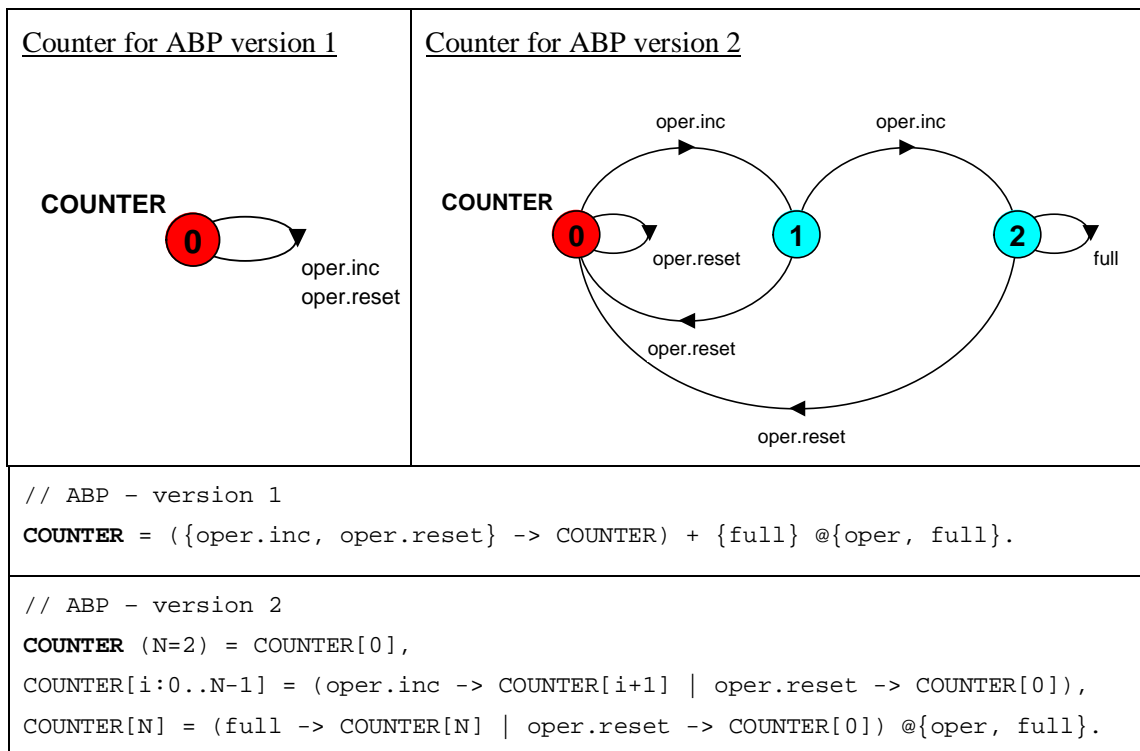 Counter for ABP version 1
COUNTER
0
oper.inc
oper.reset
Counter for ABP version 2
oper.inc
oper.inc
COUNTER
0
1
2
oper.reset
full
oper.reset
oper.reset
// ABP – version 1
COUNTER = ({oper.inc, oper.reset} -> COUNTER) + {full} @{oper, full}.
// ABP – version 2
COUNTER (N=2) = COUNTER[0],
COUNTER[i:0..N-1] = (oper.inc -> COUNTER[i+1] | oper.reset -> COUNTER[0]),
COUNTER[N] = (full -> COUNTER[N] | oper.reset -> COUNTER[0]) @{oper, full}.